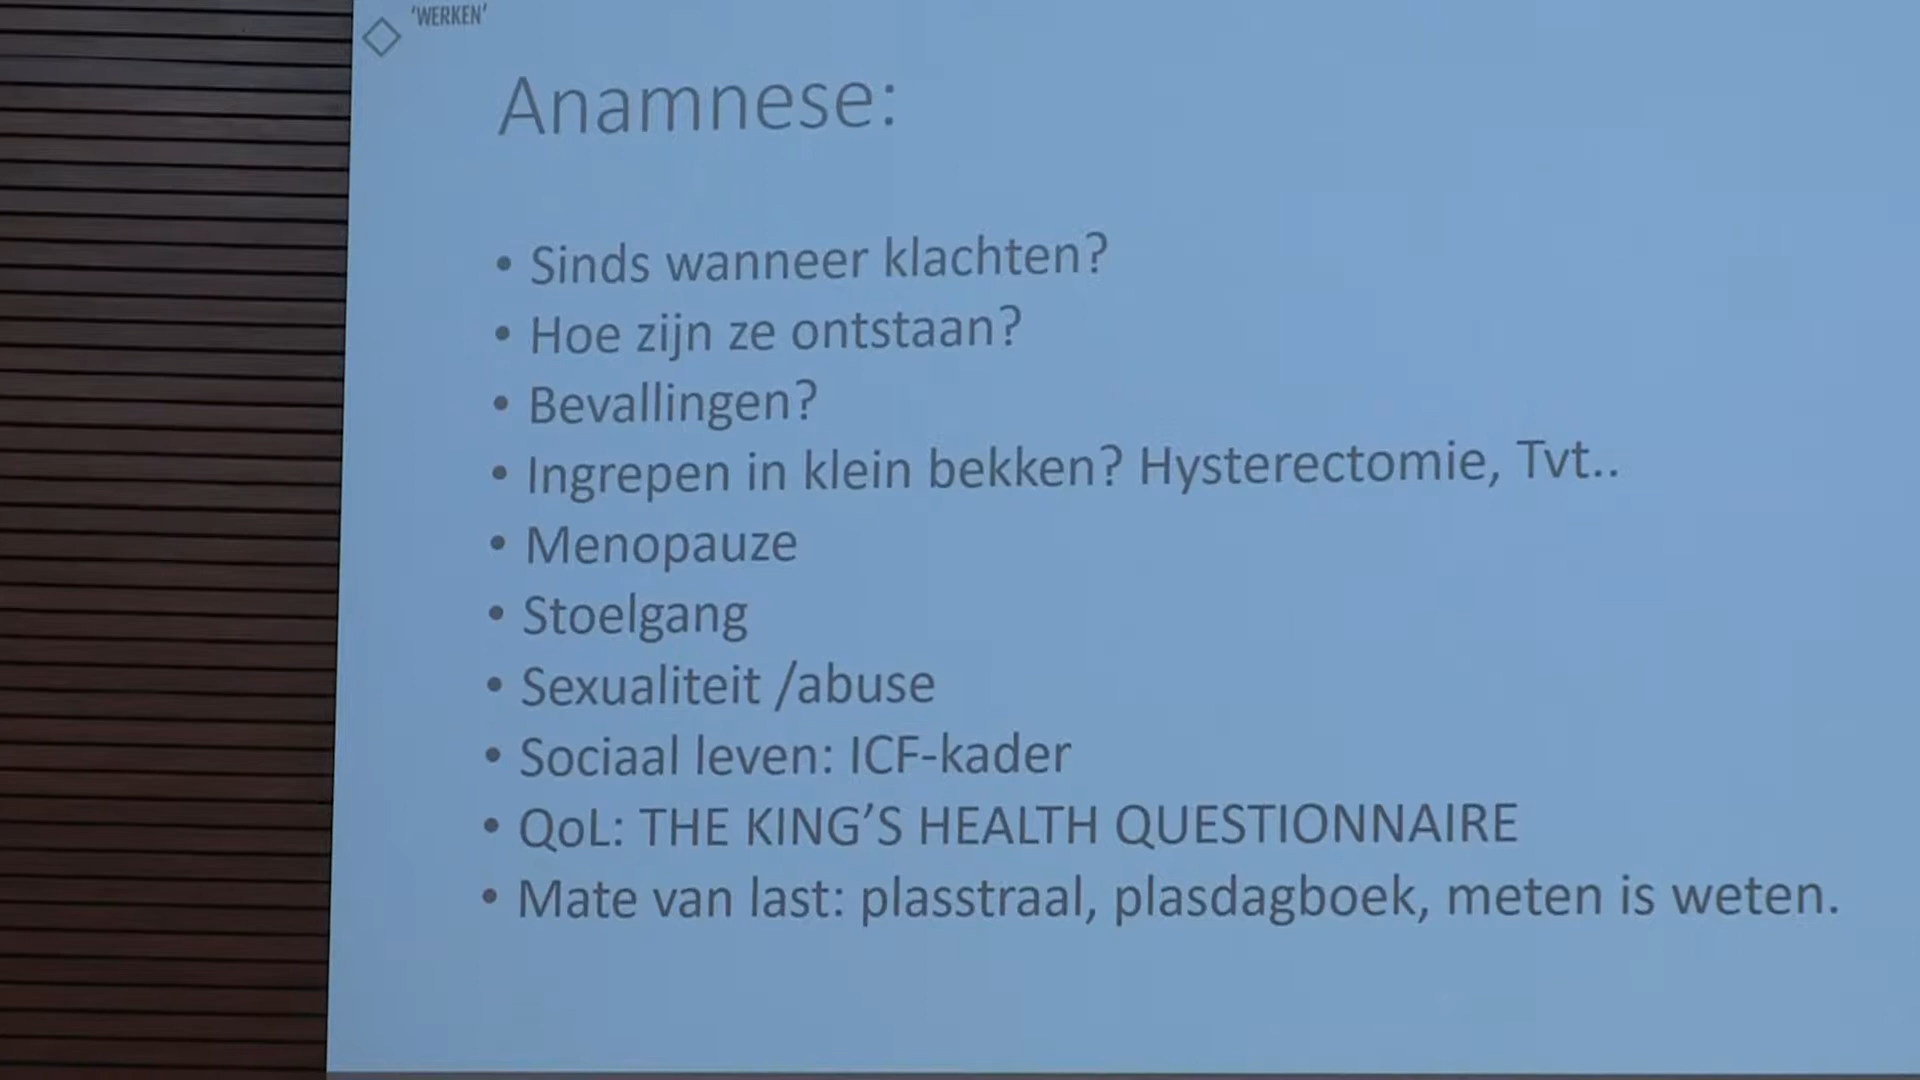 'WERKEN'
Anamnese:
• Sinds wanneer klachten?
• Hoe zijn ze ontstaan?
• Bevallingen?
• Ingrepen in klein bekken? Hysterectomie, Tvt..
• Menopauze
• Stoelgang
• Sexualiteit /abuse
• Sociaal leven: ICF-kader
• QoL: THE KING'S HEALTH QUESTIONNAIRE
• Mate van last: plasstraal, plasdagboek, meten is weten.